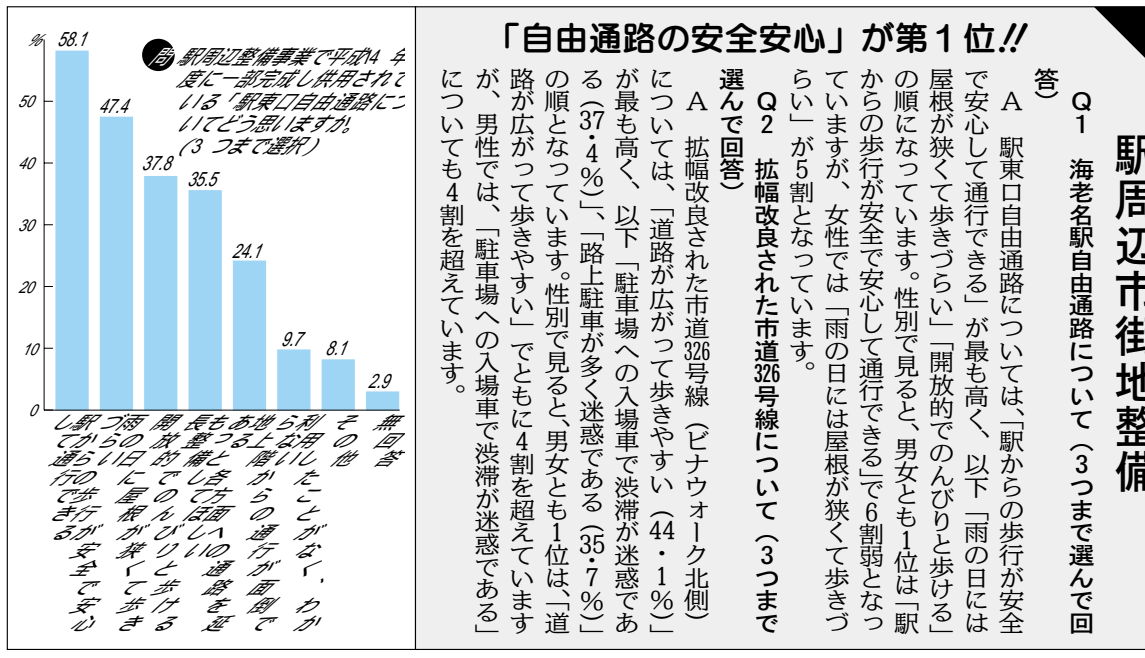 駅周辺市街地整備
「自由通路の安全安心」が第1位!!
Q1 海老名駅自由通路について(3つまで選んで回
答)
A 駅東口自由通路については、「駅からの歩行が安全
で安心して通行できる」が最も高く、以下「雨の日には
屋根が狭くて歩きづらい」「開放的でのんびりと歩ける」
の順になっています。性別で見ると、男女とも1位は「駅
からの歩行が安全で安心して通行できる」で6割弱となっ
ていますが、女性では「雨の日には屋根が狭くて歩きづ
らい」が5割となっています。
Q2 拡幅改良された市道326号線について(3つまで
選んで回答)
A 拡幅改良された市道326号線(ビナウォーク北側)
については、「道路が広がって歩きやすい(44・1%)」
が最も高く、以下「駐車場への入場車で渋滞が迷惑であ
る(37・4%)」、「路上駐車が多く迷惑である(35・7%)」
の順となっています。性別で見ると、男女とも1位は、「道
路が広がって歩きやすい」でともに4割を超えています
が、男性では、「駐車場への入場車で渋滞が迷惑である」
についても4割を超えています。
問 駅周辺整備事業で平成14年
度に一部完成し供用されて
いる「駅東口自由通路につ
いてどう思いますか。
(3つまで選択)
%
50
40
30
20
10
0
58.1
47.4
37.8
35.5
24.1
9.7
8.1
2.9
駅からの歩行が安全で安心
して通行できる
雨の日に屋根が狭くて歩き
づらい
開放的でのんびりと歩ける
もっと各方面への通路を延
長整備してほしい
地上階からの通行が面倒で
ある
利用したことがなく、わか
らない
その他
無回答